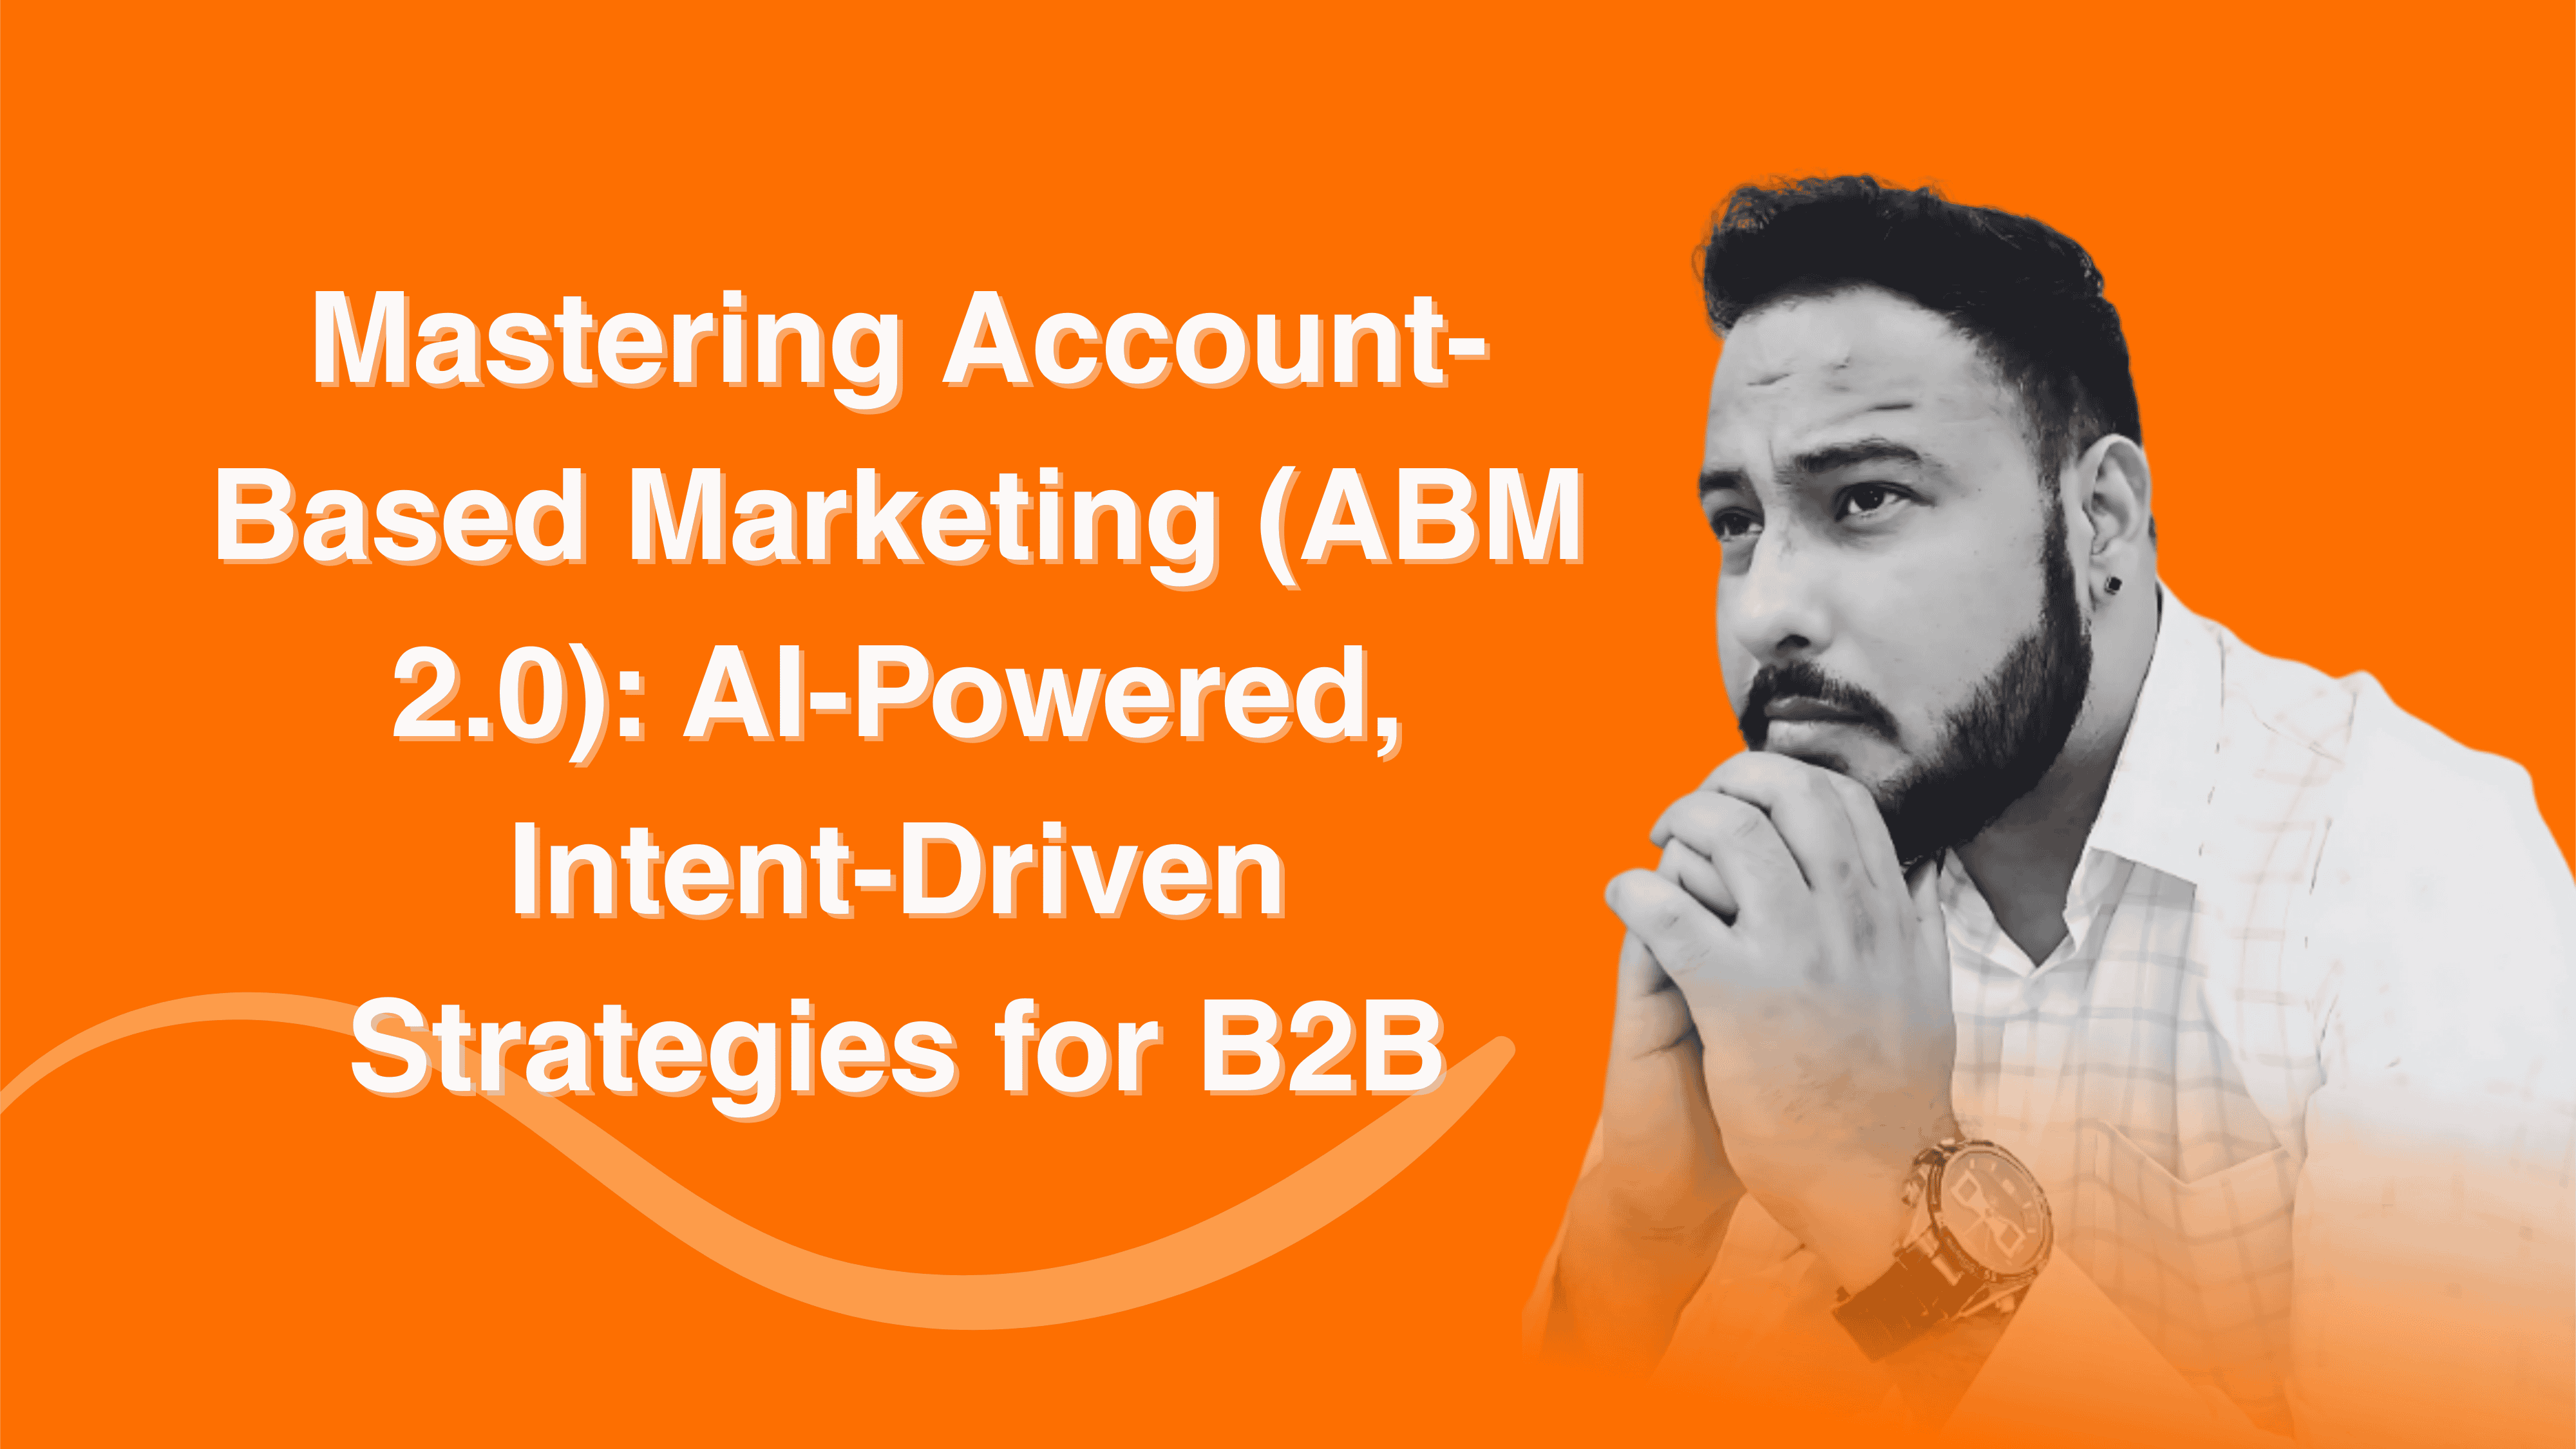 Mastering Account-
Based Marketing (ABM
2.0): AI-Powered,
Intent-Driven
Strategies for B2B